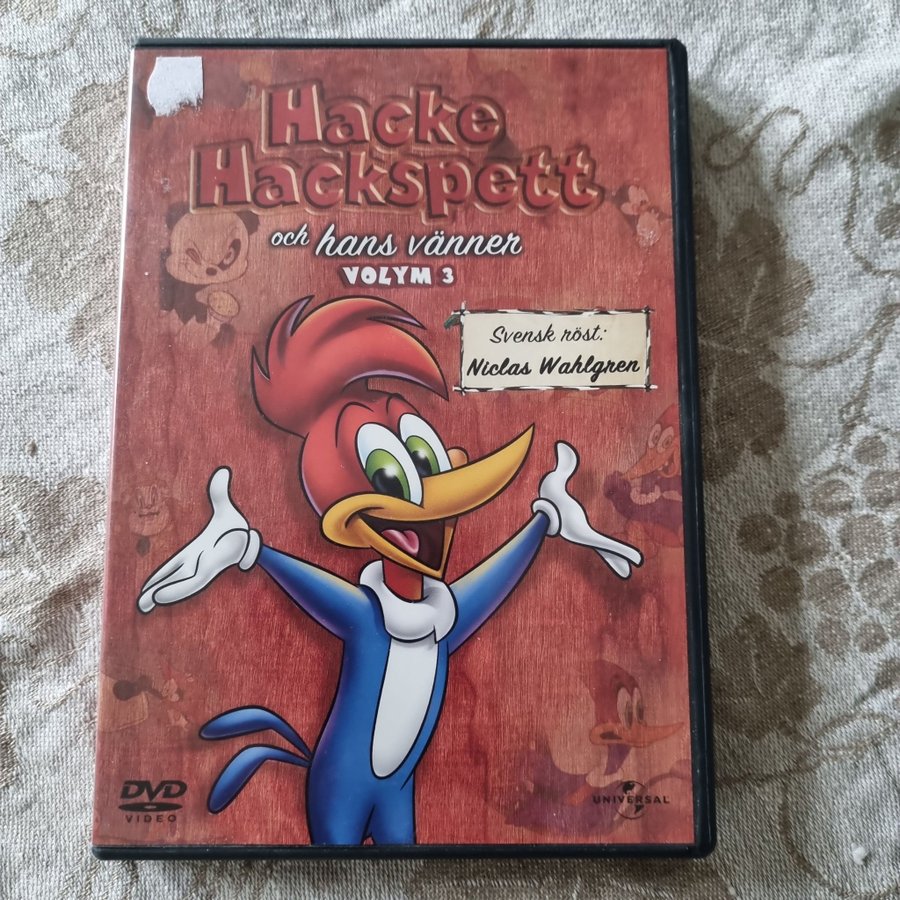 Hacke
Hackspett
och hans vänner
VOLYM 3
Svensk röst:
Niclas Wahlgren
DVD
VIDEO
UNIVERSAL